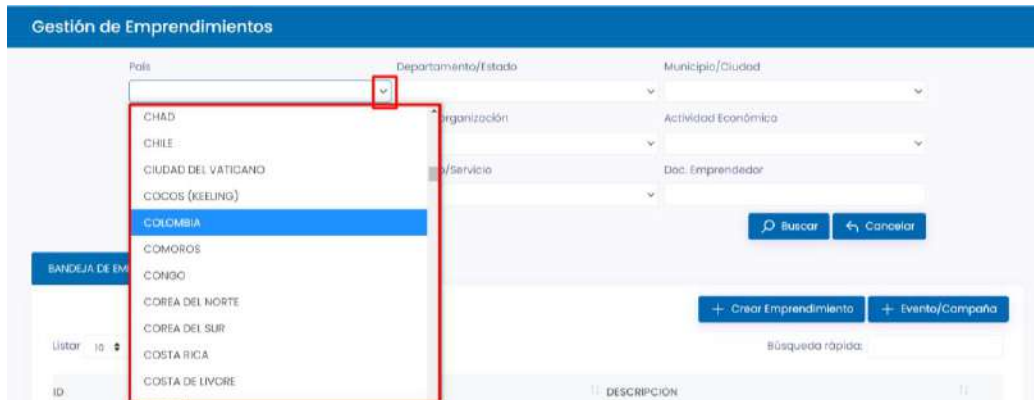 Gestión de Emprendimientos
País Departamento/Estado Municipio/Ciudad
CHAD
organización Actividad Económica
CHILE
CIUDAD DEL VATICANO
o/Servicio Doc. Emprendedor
COCOS (KEELING)
COLOMBIA
Buscar Cancelar
COMOROS
BANDEJA DE EM
CONGO
COREA DEL NORTE
+ Crear Emprendimiento + Evento/Campaña
COREA DEL SUR
Listar 10 Búsqueda rápida:
COSTA RICA
COSTA DE LIVORE
ID DESCRIPCION